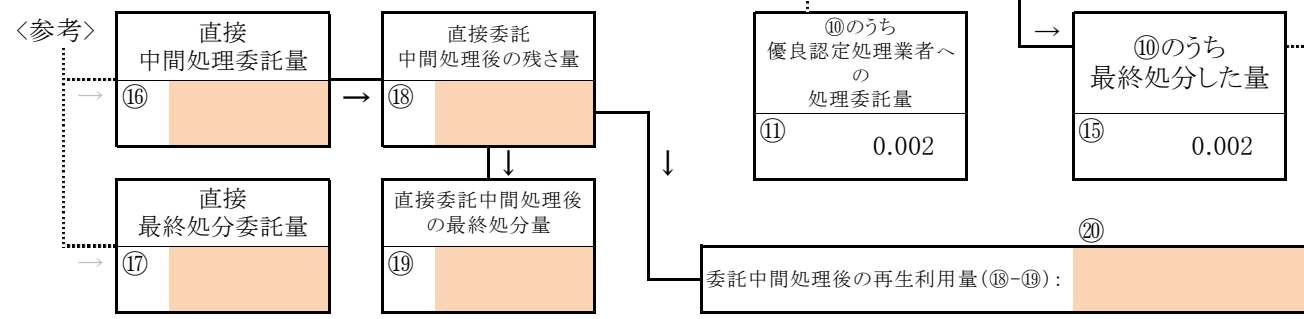 〈参考〉
直接
中間処理委託量
→
⑯
→
直接委託
中間処理後の残さ量
⑱
↓
↓
⑩のうち
優良認定処理業者へ
の
処理委託量
⑪
0.002
→
⑩のうち
最終処分した量
⑮
0.002
直接
最終処分委託量
→
⑰
直接委託中間処理後
の最終処分量
⑲
⑳
委託中間処理後の再生利用量(⑱-⑲):